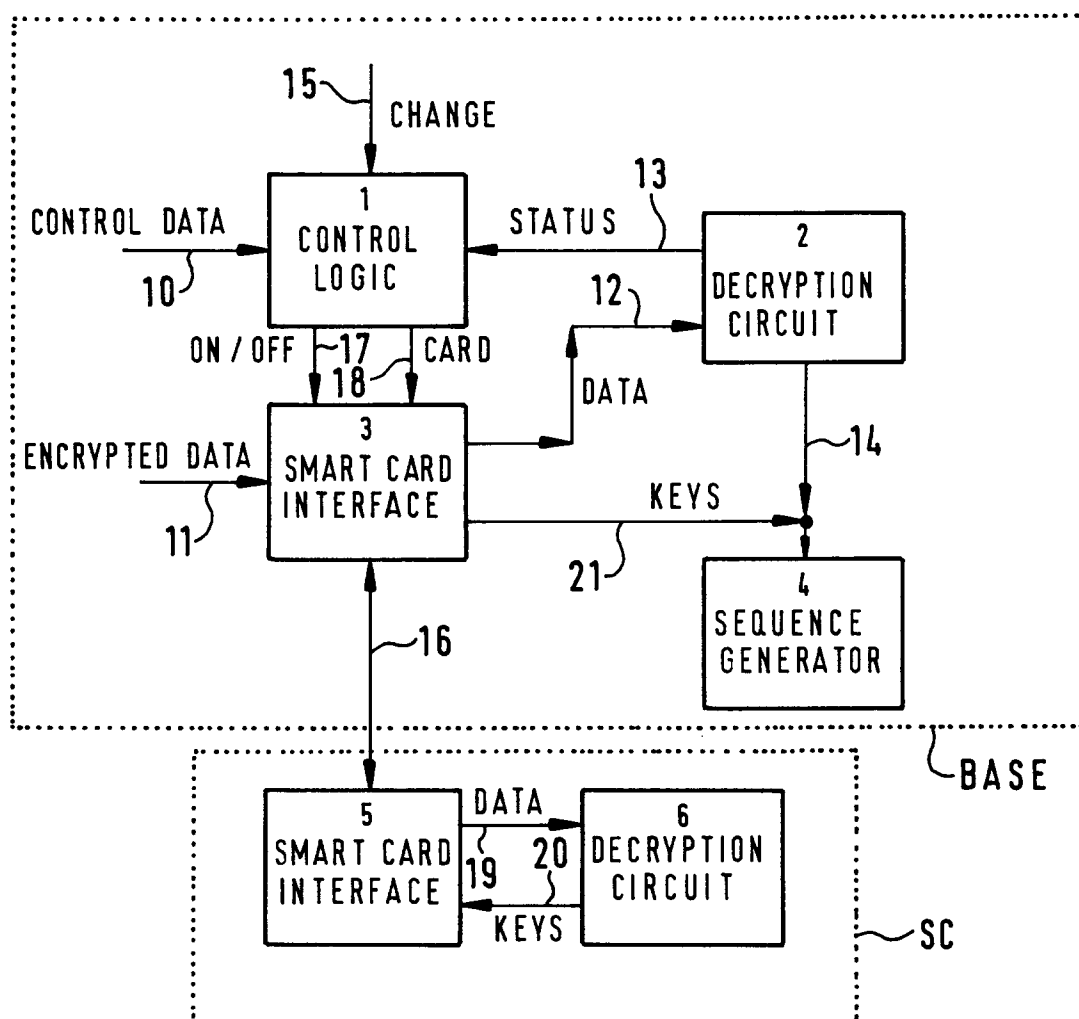 15
CHANGE
1
CONTROL
LOGIC
CONTROL DATA
10
STATUS
13
2
DECRYPTION
CIRCUIT
12
ON / OFF
17
18
CARD
DATA
3
SMART CARD
INTERFACE
ENCRYPTED DATA
11
14
KEYS
21
4
SEQUENCE
GENERATOR
16
BASE
5
SMART CARD
INTERFACE
DATA
19
20
KEYS
6
DECRYPTION
CIRCUIT
SC